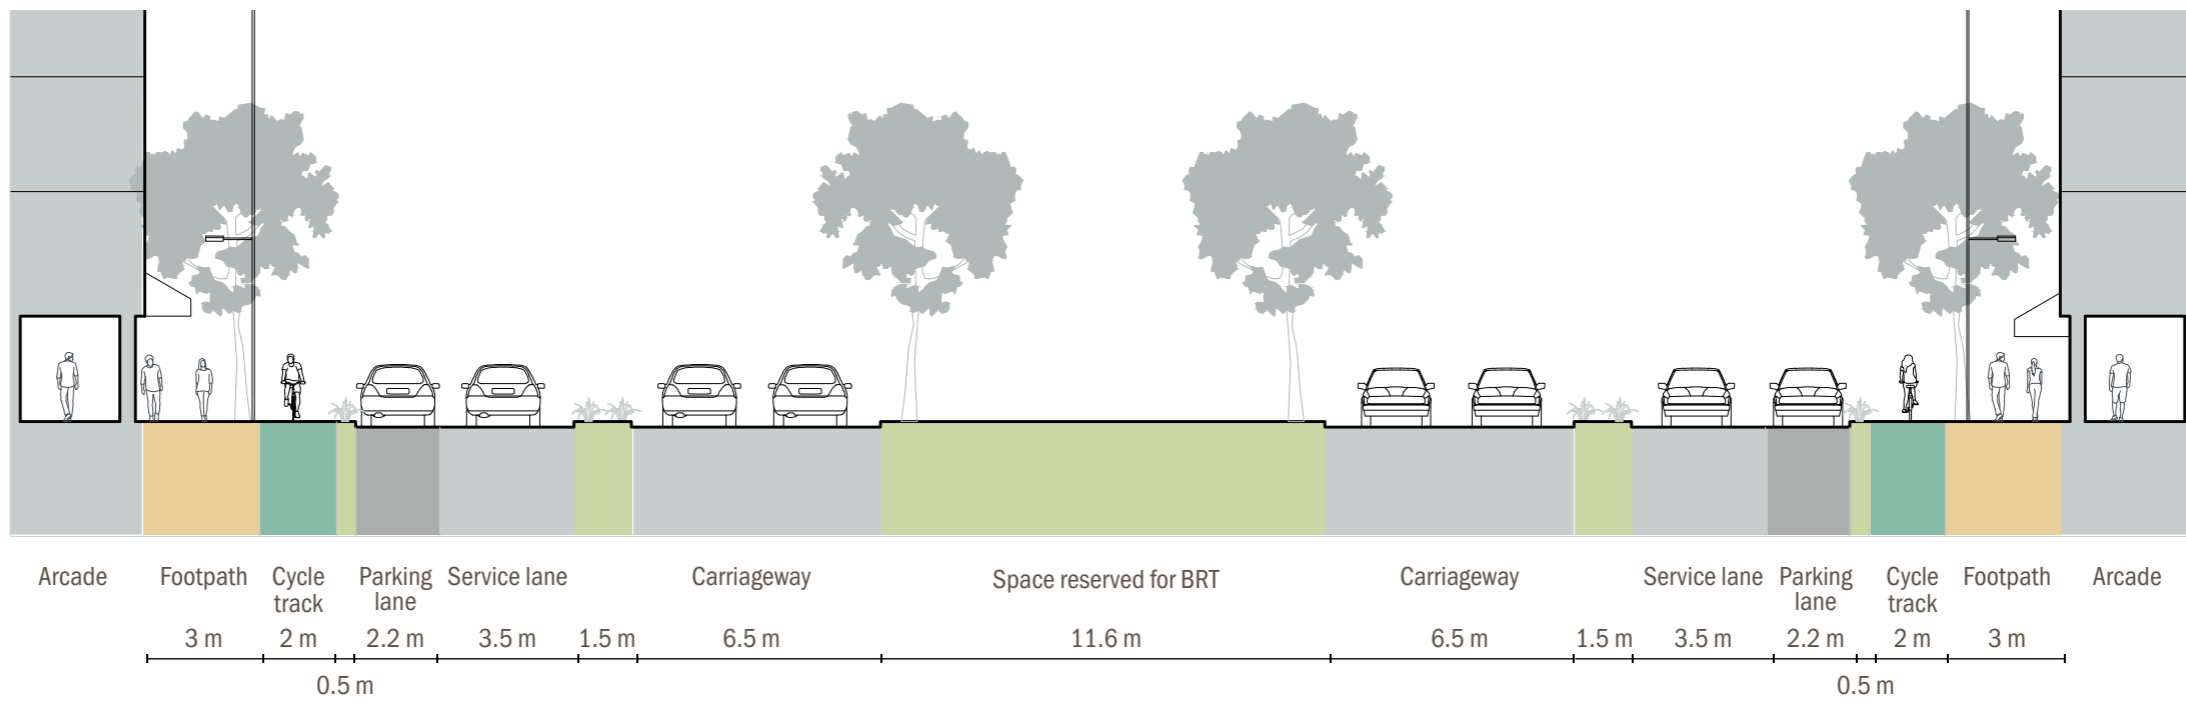 Arcade
Footpath
Cycle
track
Parking
lane
Service lane
Carriageway
Space reserved for BRT
Carriageway
Service lane
Parking
lane
Cycle
track
Footpath
Arcade
3 m
2 m
2.2 m
3.5 m
1.5 m
6.5 m
11.6 m
6.5 m
1.5 m
3.5 m
2.2 m
2 m
3 m
0.5 m
0.5 m